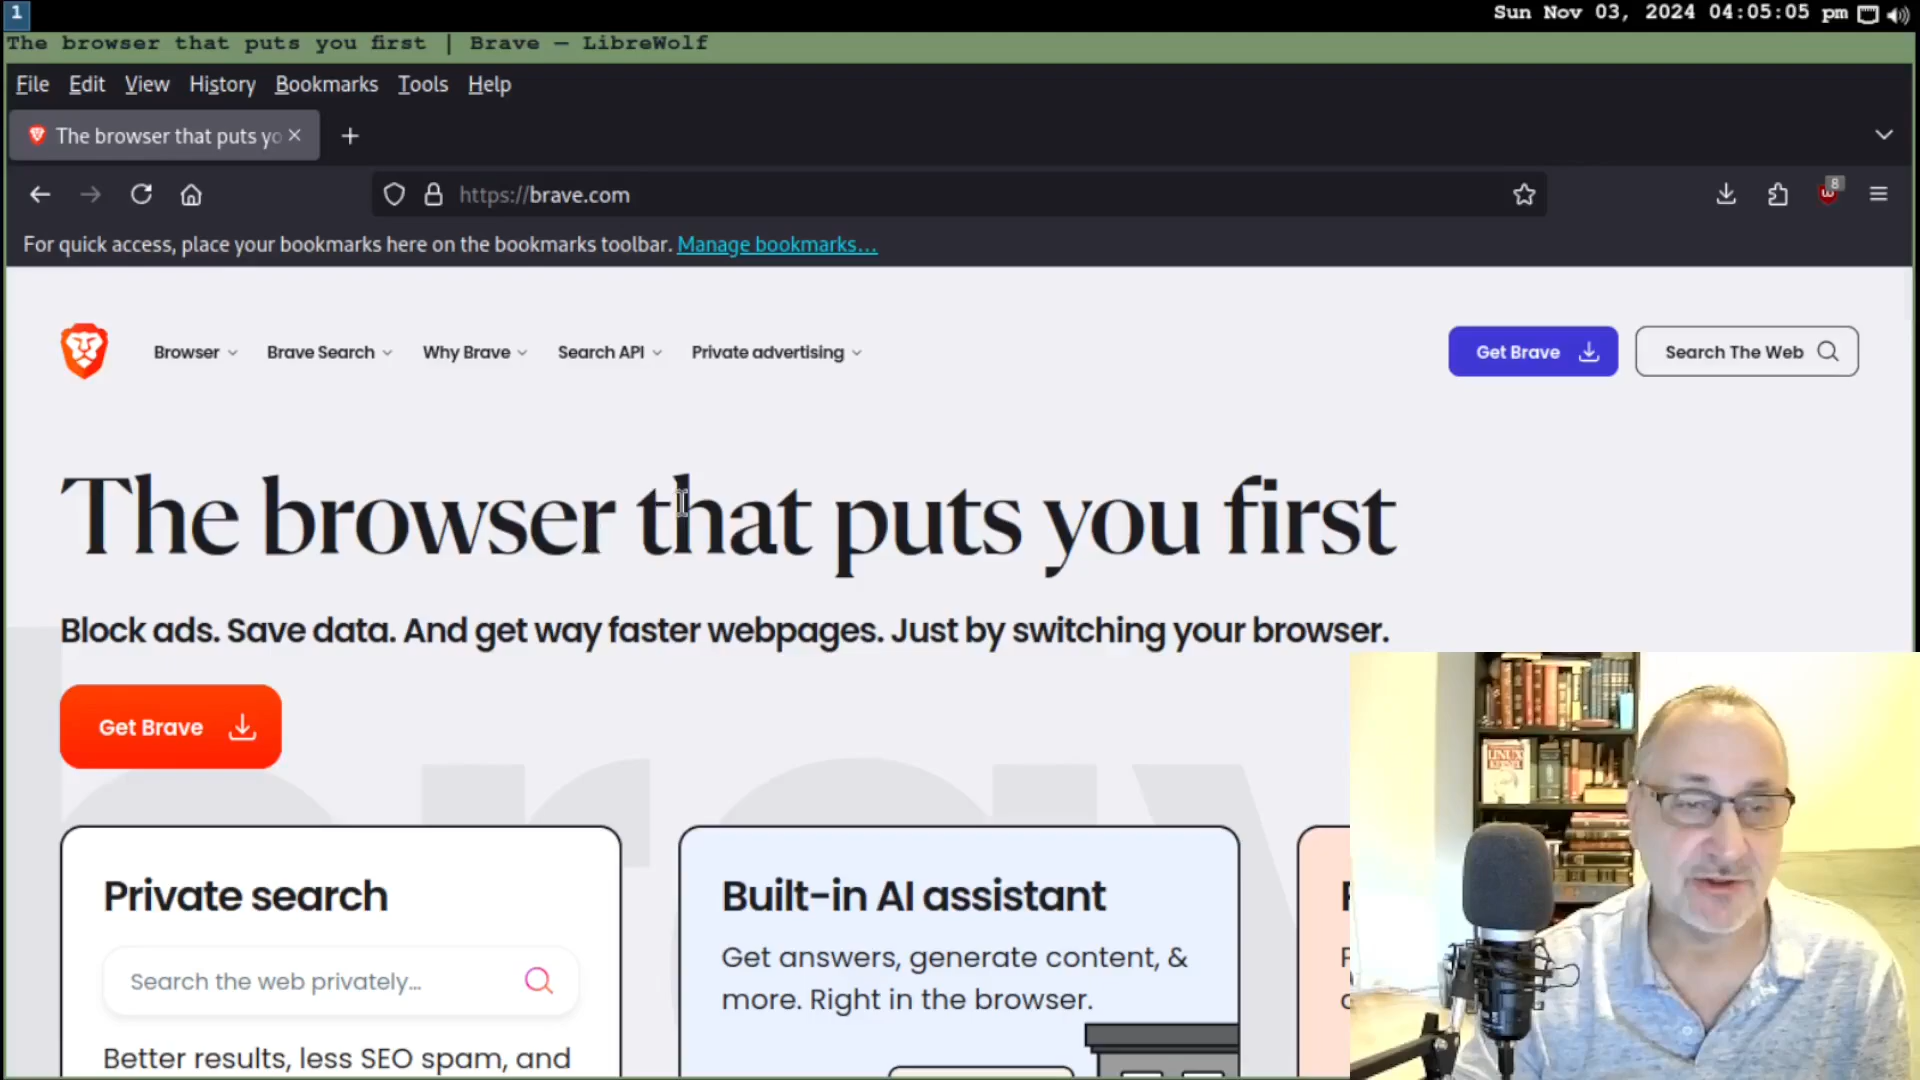 1
Sun Nov 03, 2024 04:05:05 pm
The browser that puts you first | Brave — LibreWolf
File Edit View History Bookmarks Tools Help
The browser that puts yo
https://brave.com
8
For quick access, place your bookmarks here on the bookmarks toolbar. Manage bookmarks…
Browser Brave Search Why Brave Search API Private advertising Get Brave Search The Web
The browser that puts you first
Block ads. Save data. And get way faster webpages. Just by switching your browser.
Get Brave
Private search
Search the web privately…
Better results, less SEO spam, and
Built-in AI assistant
Get answers, generate content, &
more. Right in the browser.
LINUX
KERNEL